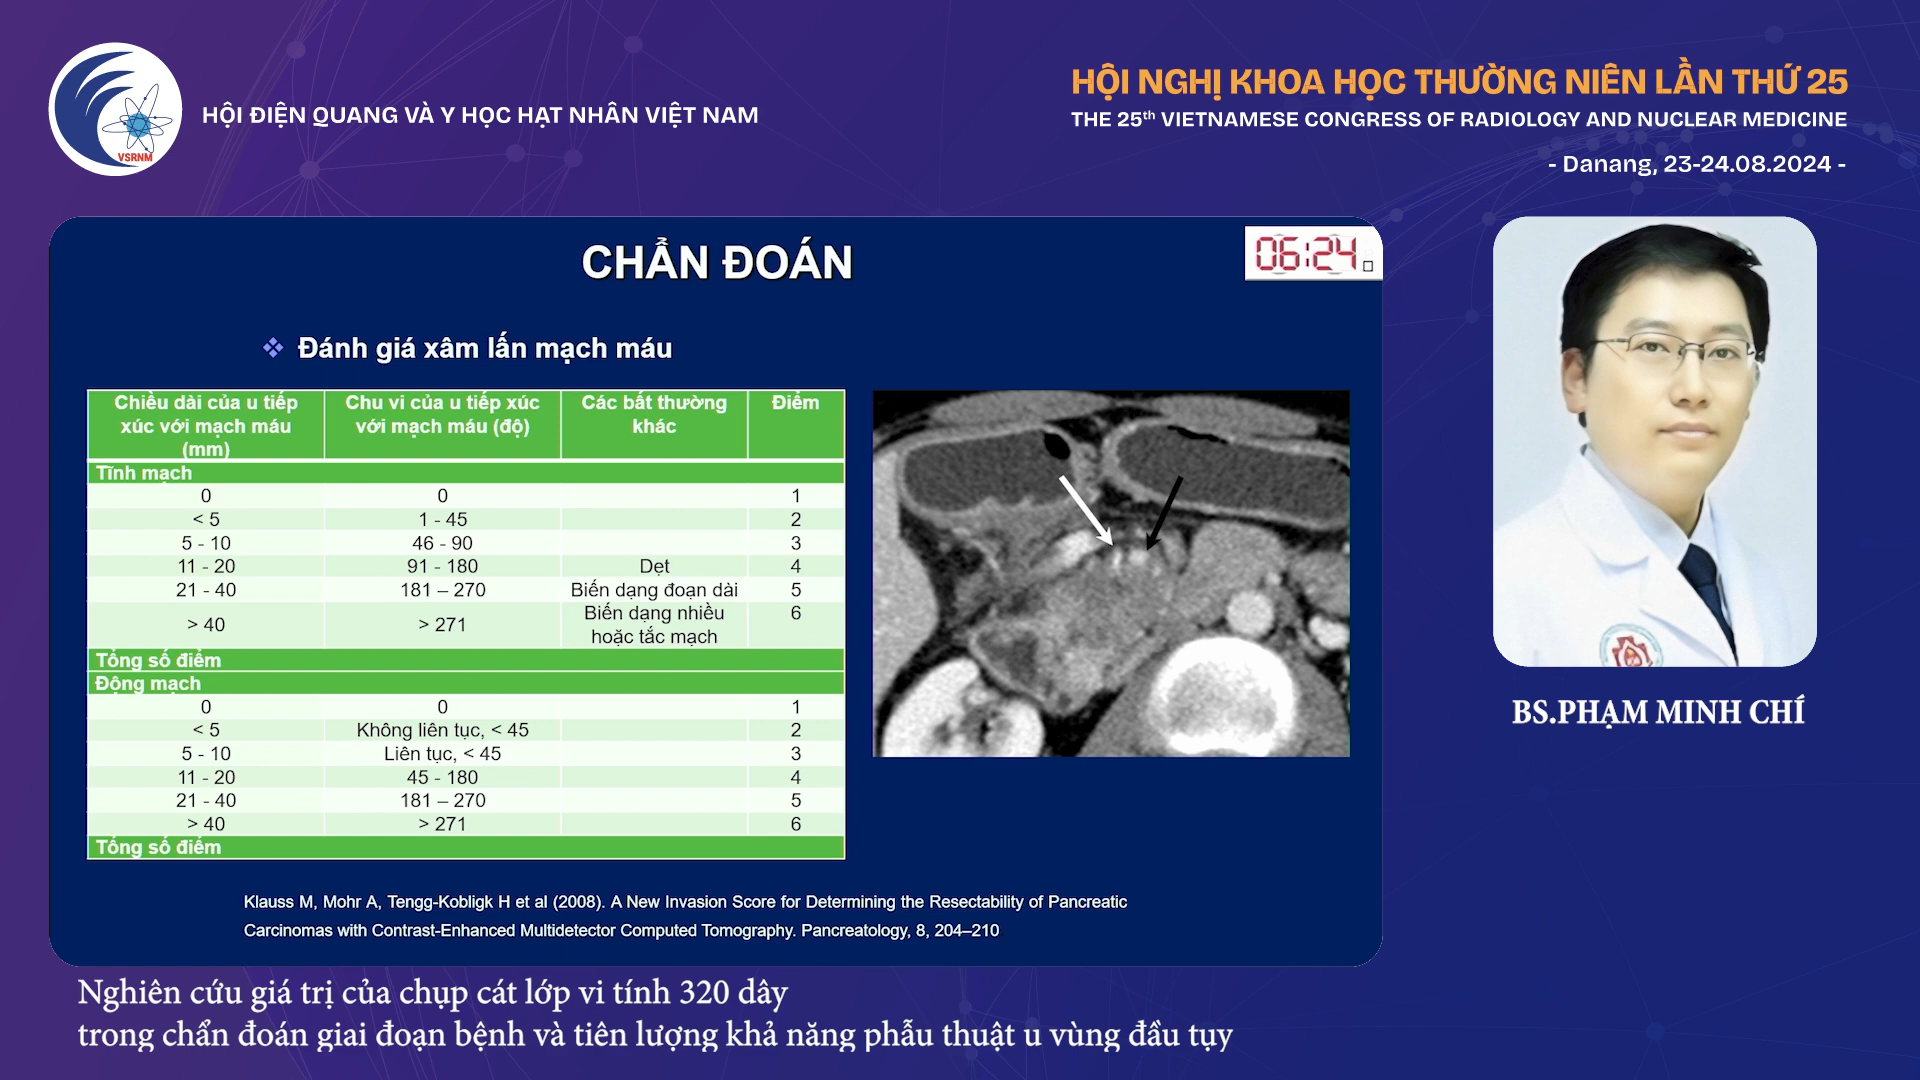 VSRNM
HỘI ĐIỆN QUANG VÀ Y HỌC HẠT NHÂN VIỆT NAM
HỘI NGHỊ KHOA HỌC THƯỜNG NIÊN LẦN THỨ 25
THE 25th VIETNAMESE CONGRESS OF RADIOLOGY AND NUCLEAR MEDICINE
- Danang, 23-24.08.2024 -
CHẨN ĐOÁN
06:24
Đánh giá xâm lấn mạch máu
Chiều dài của u tiếp xúc với mạch máu (mm) Chu vi của u tiếp xúc với mạch máu (độ) Các bất thường khác Điểm
Tĩnh mạch
0 0 1
< 5 1 - 45 2
5 - 10 46 - 90 3
11 - 20 91 - 180 Dẹt 4
21 - 40 181 – 270 Biến dạng đoạn dài 5
> 40 > 271 Biến dạng nhiều hoặc tắc mạch 6
Tổng số điểm
Động mạch
0 0 1
< 5 Không liên tục, < 45 2
5 - 10 Liên tục, < 45 3
11 - 20 45 - 180 4
21 - 40 181 – 270 5
> 40 > 271 6
Tổng số điểm
Klauss M, Mohr A, Tengg-Kobligk H et al (2008). A New Invasion Score for Determining the Resectability of Pancreatic
Carcinomas with Contrast-Enhanced Multidetector Computed Tomography. Pancreatology, 8, 204–210
BS.PHẠM MINH CHÍ
Nghiên cứu giá trị của chụp cát lớp vi tính 320 dây
trong chẩn đoán giai đoạn bệnh và tiên lượng khả năng phẫu thuật u vùng đầu tụy